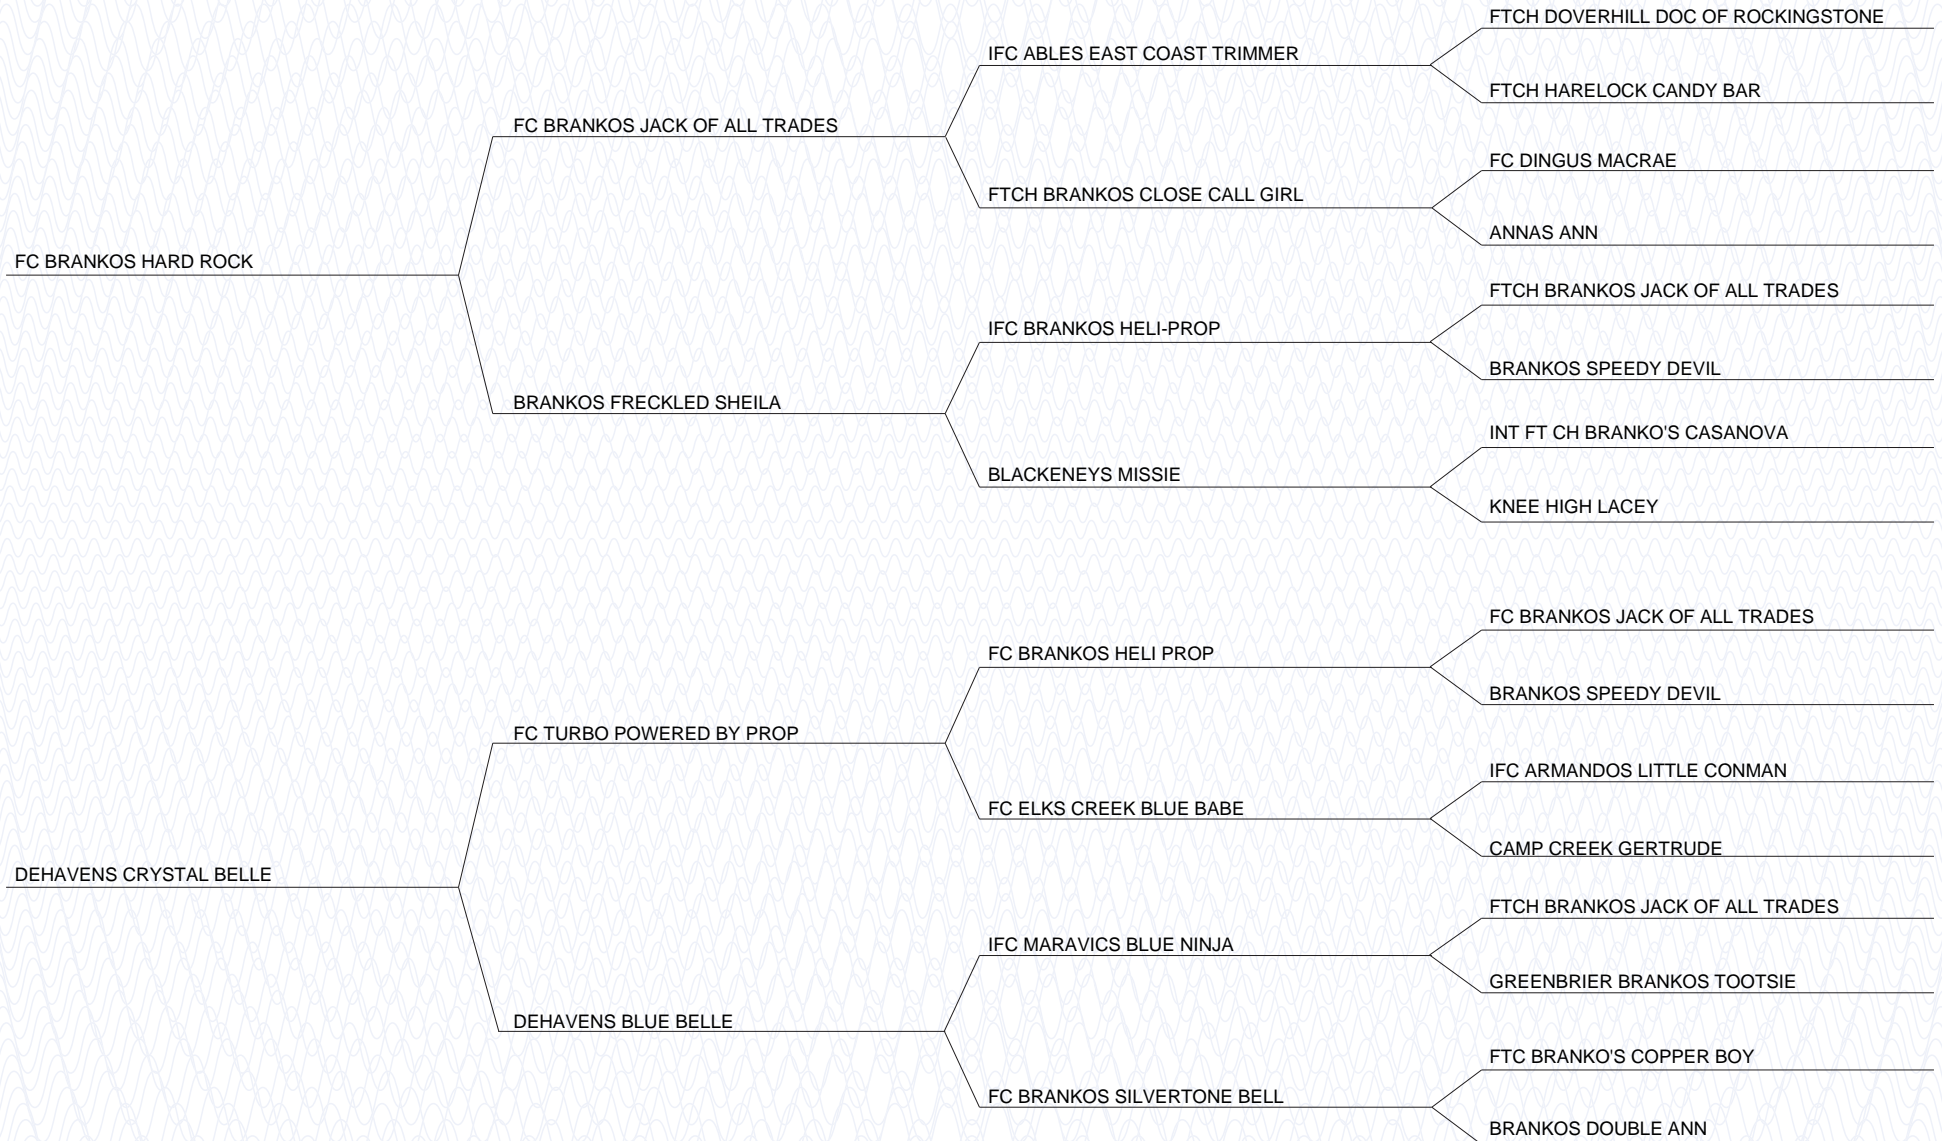 FTCH DOVERHILL DOC OF ROCKINGSTONE
IFC ABLES EAST COAST TRIMMER
FTCH HARELOCK CANDY BAR
FC BRANKOS JACK OF ALL TRADES
FC DINGUS MACRAE
FTCH BRANKOS CLOSE CALL GIRL
ANNAS ANN
FC BRANKOS HARD ROCK
FTCH BRANKOS JACK OF ALL TRADES
IFC BRANKOS HELI-PROP
BRANKOS SPEEDY DEVIL
BRANKOS FRECKLED SHEILA
INT FT CH BRANKO'S CASANOVA
BLACKENEYS MISSIE
KNEE HIGH LACEY
FC BRANKOS JACK OF ALL TRADES
FC BRANKOS HELI PROP
BRANKOS SPEEDY DEVIL
FC TURBO POWERED BY PROP
IFC ARMANDOS LITTLE CONMAN
FC ELKS CREEK BLUE BABE
CAMP CREEK GERTRUDE
DEHAVENS CRYSTAL BELLE
FTCH BRANKOS JACK OF ALL TRADES
IFC MARAVICS BLUE NINJA
GREENBRIER BRANKOS TOOTSIE
DEHAVENS BLUE BELLE
FTC BRANKO'S COPPER BOY
FC BRANKOS SILVERTONE BELL
BRANKOS DOUBLE ANN